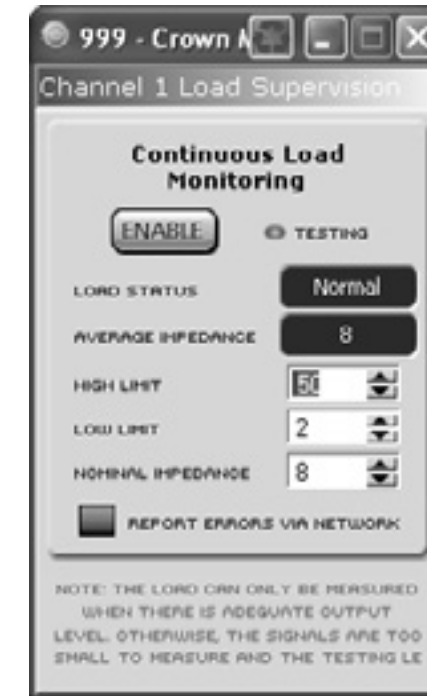 999 - Crown M
Channel 1 Load Supervision
Continuous Load
Monitoring
ENABLE
TESTING
LOAD STATUS
Normal
AVERAGE IMPEDANCE
8
HIGH LIMIT
50
LOW LIMIT
2
NOMINAL IMPEDANCE
8
REPORT ERRORS VIA NETWORK
NOTE: THE LOAD CAN ONLY BE MEASURED
WHEN THERE IS ADEQUATE OUTPUT
LEVEL. OTHERWISE, THE SIGNALS ARE TOO
SMALL TO MEASURE AND THE TESTING LE